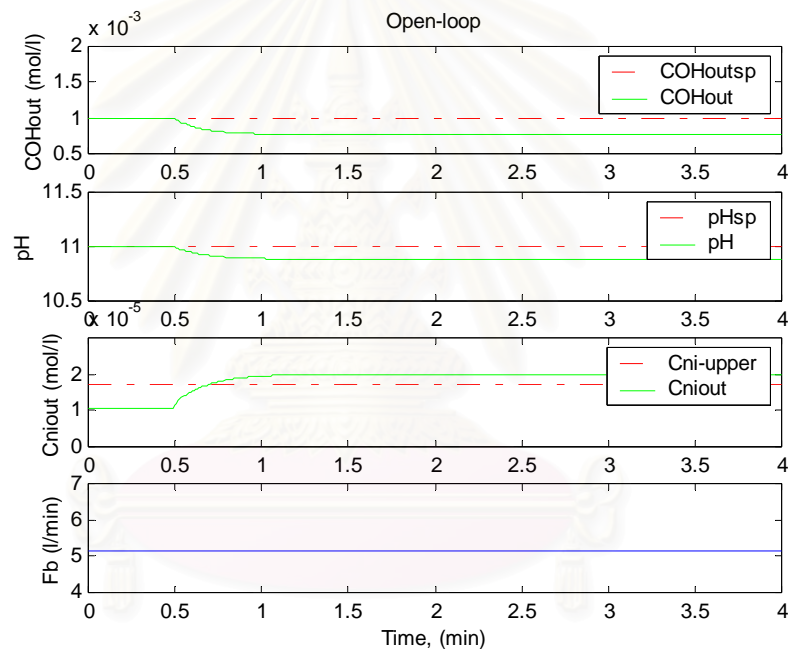 x 10⁻³
Open-loop
COHout (mol/l)
2
1.5
1
0.5
COHoutsp
COHout
0 0.5 1 1.5 2 2.5 3 3.5 4
pH
11.5
11
10.5
pHsp
pH
0 0.5 1 1.5 2 2.5 3 3.5 4
x 10⁻⁵
Cniout (mol/l)
2
1
0
Cni-upper
Cniout
0 0.5 1 1.5 2 2.5 3 3.5 4
Fb (l/min)
7
6
5
4
0 0.5 1 1.5 2 2.5 3 3.5 4
Time, (min)